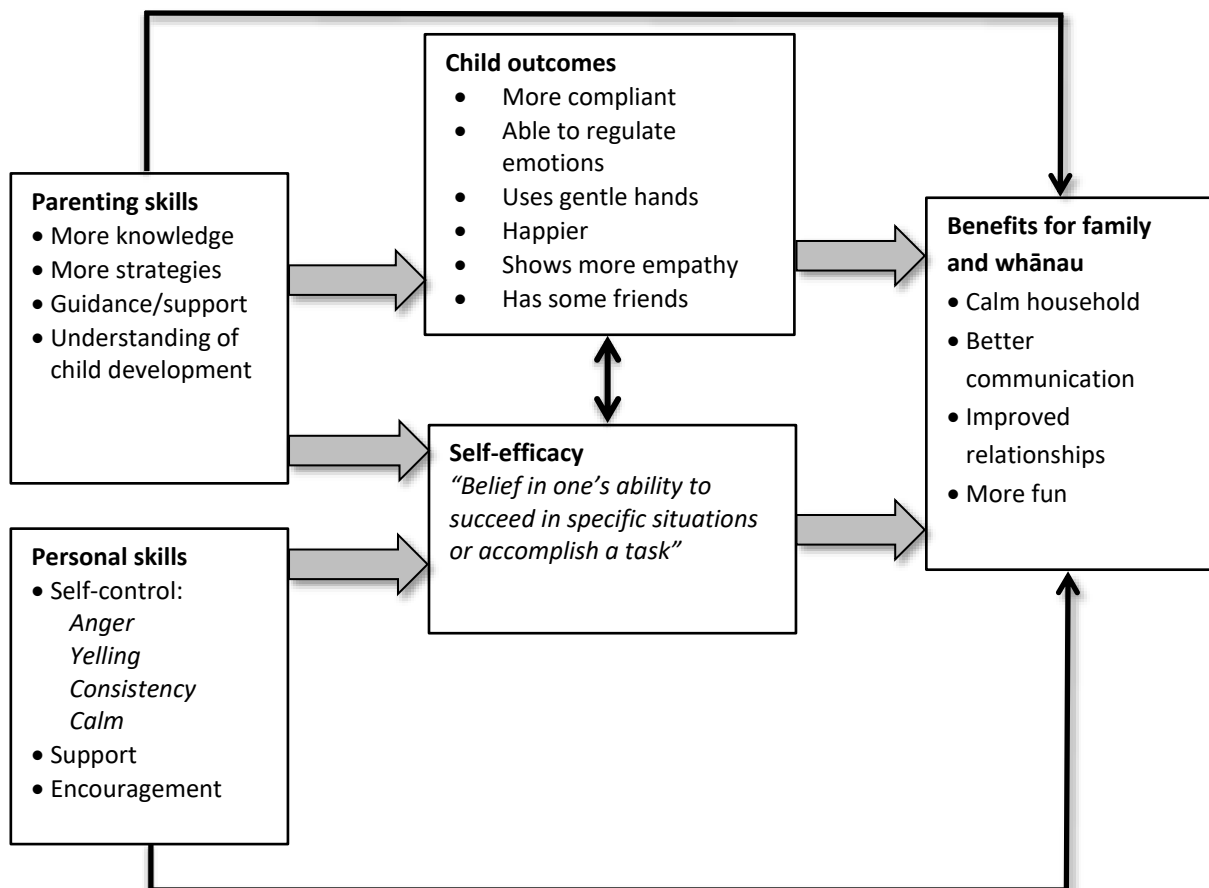 Child outcomes
• More compliant
• Able to regulate
emotions
• Uses gentle hands
• Happier
• Shows more empathy
• Has some friends
Parenting skills
• More knowledge
• More strategies
• Guidance/support
• Understanding of
child development
Benefits for family
and whānau
• Calm household
• Better
communication
• Improved
relationships
• More fun
Self-efficacy
“Belief in one’s ability to
succeed in specific situations
or accomplish a task”
Personal skills
• Self-control:
Anger
Yelling
Consistency
Calm
• Support
• Encouragement